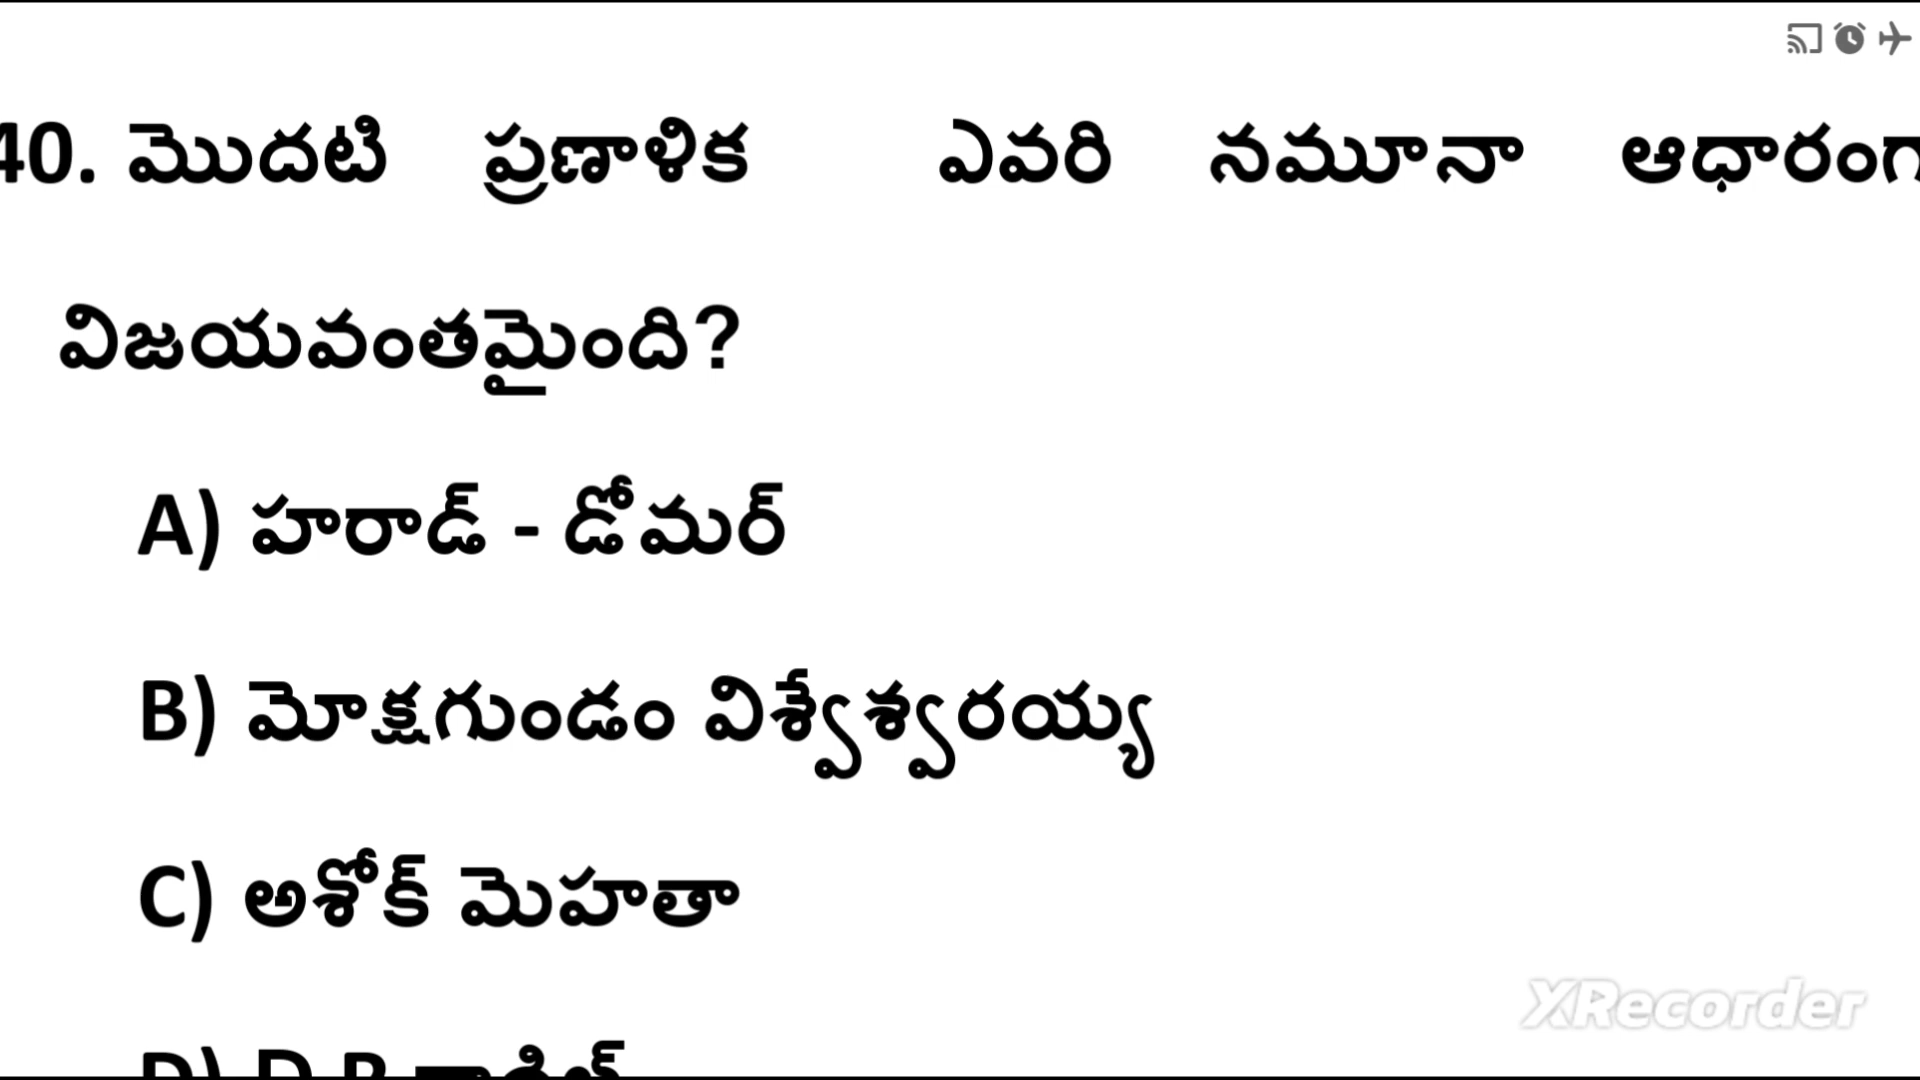 40. మొదటి ప్రణాళిక ఎవరి నమూనా ఆధారంగా
విజయవంతమైంది?
A) హరాడ్ - డోమర్
B) మోక్షగుండం విశ్వేశ్వరయ్య
C) అశోక్ మెహతా
D) D R
XRecorder